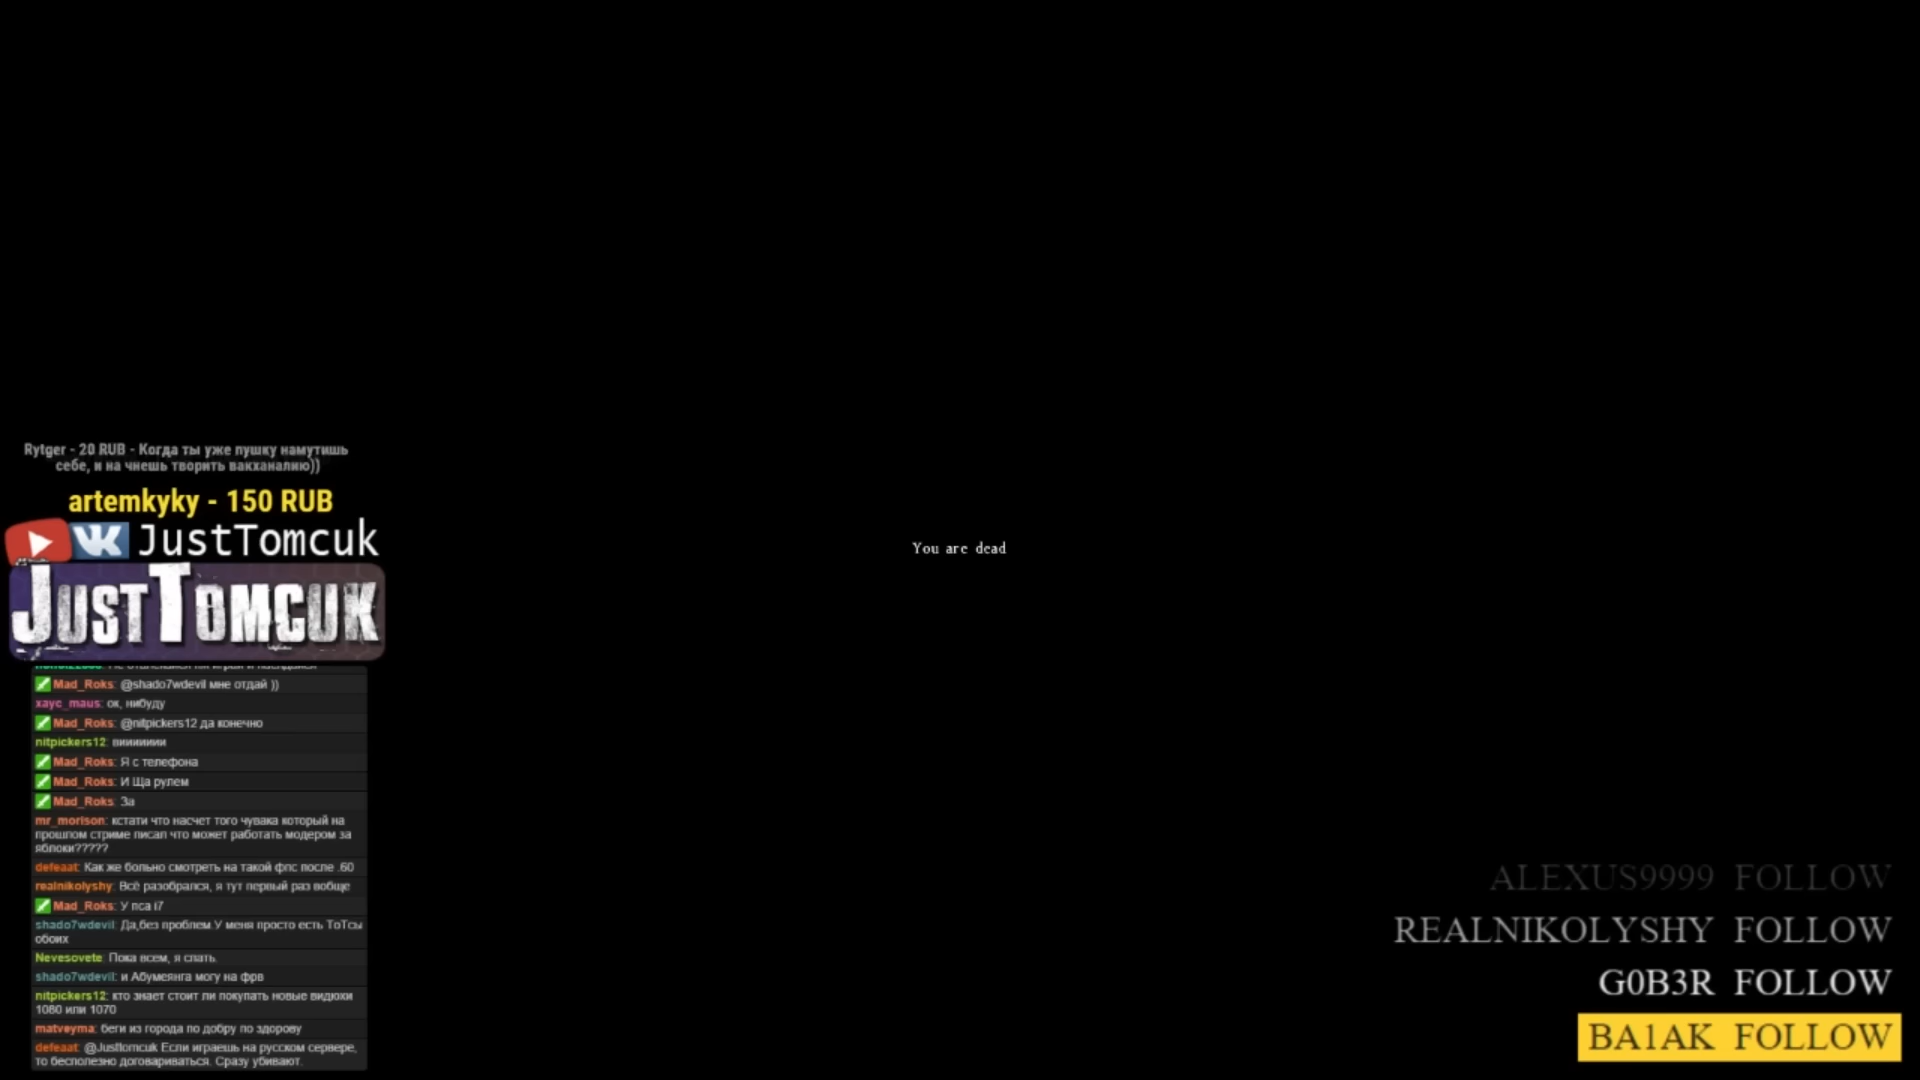 Rytger - 20 RUB - Когда ты уже пушку намутишь
себе, и на чнешь творить вакханалию))
artemkyky - 150 RUB
JustTomcuk
JUSTTOMCUK
Mad_Roks: @shado7wdevil мне отдай ))
xayc_maus: ок, нибуду
Mad_Roks: @nitpickers12 да конечно
nitpickers12: виииииии
Mad_Roks: Я с телефона
Mad_Roks: И Ща рулем
Mad_Roks: За
mr_morison: кстати что насчет того чувака который на
прошлом стриме писал что может работать модером за
яблоки?????
defeaat: Как же больно смотреть на такой фпс после .60
realnikolyshy: Всё разобрался, я тут первый раз вобще
Mad_Roks: У пса i7
shado7wdevil: Да,без проблем.У меня просто есть ТоТсы
обоих
Nevesovete: Пока всем, я спать.
shado7wdevil: и Абумеянга могу на фрв
nitpickers12: кто знает стоит ли покупать новые видюхи
1080 или 1070
matveyma: беги из города по добру по здорову
defeaat: @Justtomcuk Если играешь на русском сервере,
то бесполезно договариваться. Сразу убивают.
You are dead
ALEXUS9999 FOLLOW
REALNIKOLYSHY FOLLOW
G0B3R FOLLOW
BA1AK FOLLOW